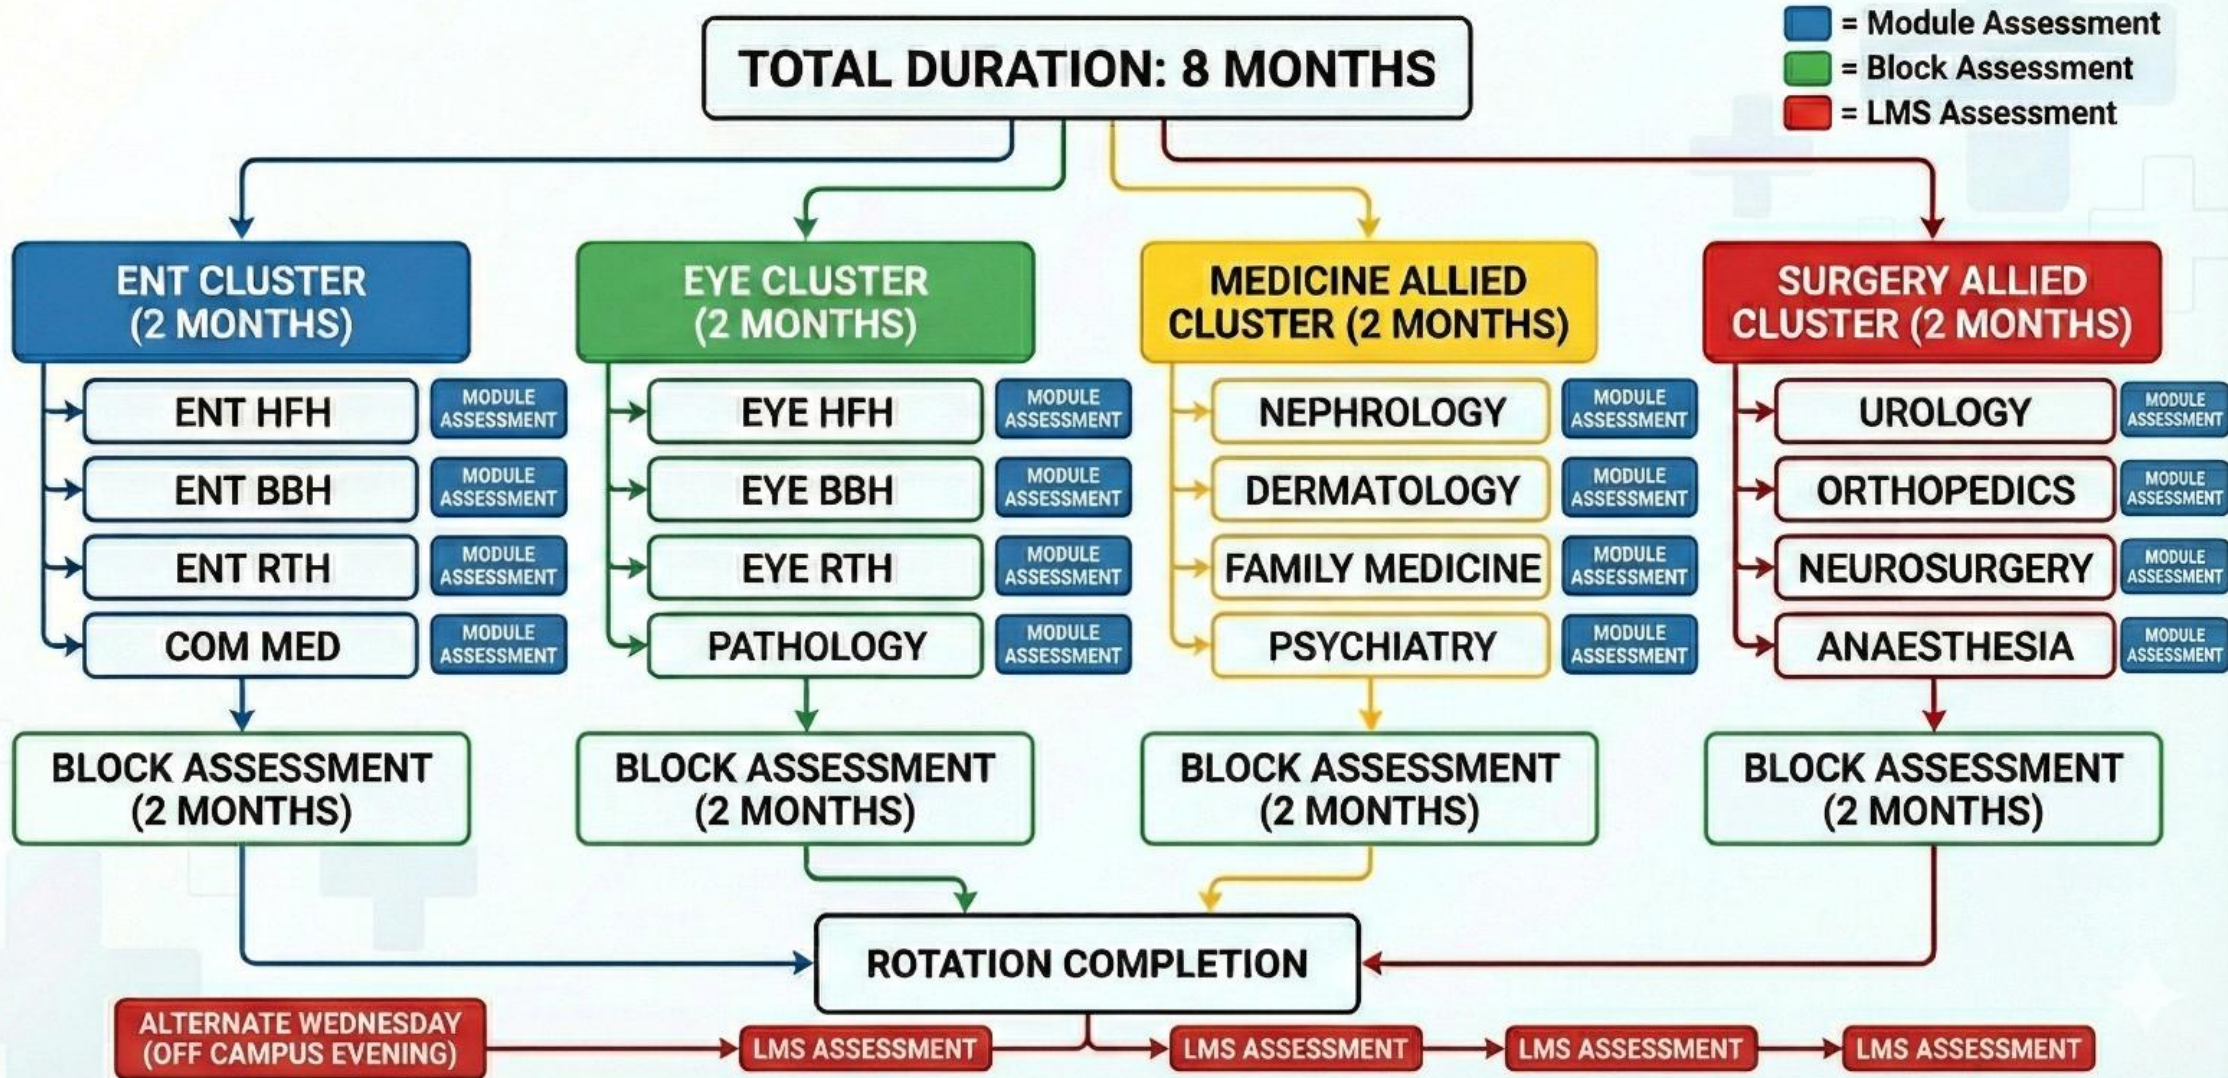 TOTAL DURATION: 8 MONTHS
= Module Assessment
= Block Assessment
= LMS Assessment
ENT CLUSTER
(2 MONTHS)
ENT HFH
MODULE
ASSESSMENT
ENT BBH
MODULE
ASSESSMENT
ENT RTH
MODULE
ASSESSMENT
COM MED
MODULE
ASSESSMENT
BLOCK ASSESSMENT
(2 MONTHS)
EYE CLUSTER
(2 MONTHS)
EYE HFH
MODULE
ASSESSMENT
EYE BBH
MODULE
ASSESSMENT
EYE RTH
MODULE
ASSESSMENT
PATHOLOGY
MODULE
ASSESSMENT
BLOCK ASSESSMENT
(2 MONTHS)
MEDICINE ALLIED
CLUSTER (2 MONTHS)
NEPHROLOGY
MODULE
ASSESSMENT
DERMATOLOGY
MODULE
ASSESSMENT
FAMILY MEDICINE
MODULE
ASSESSMENT
PSYCHIATRY
MODULE
ASSESSMENT
BLOCK ASSESSMENT
(2 MONTHS)
SURGERY ALLIED
CLUSTER (2 MONTHS)
UROLOGY
MODULE
ASSESSMENT
ORTHOPEDICS
MODULE
ASSESSMENT
NEUROSURGERY
MODULE
ASSESSMENT
ANAESTHESIA
MODULE
ASSESSMENT
BLOCK ASSESSMENT
(2 MONTHS)
ROTATION COMPLETION
ALTERNATE WEDNESDAY
(OFF CAMPUS EVENING)
LMS ASSESSMENT
LMS ASSESSMENT
LMS ASSESSMENT
LMS ASSESSMENT